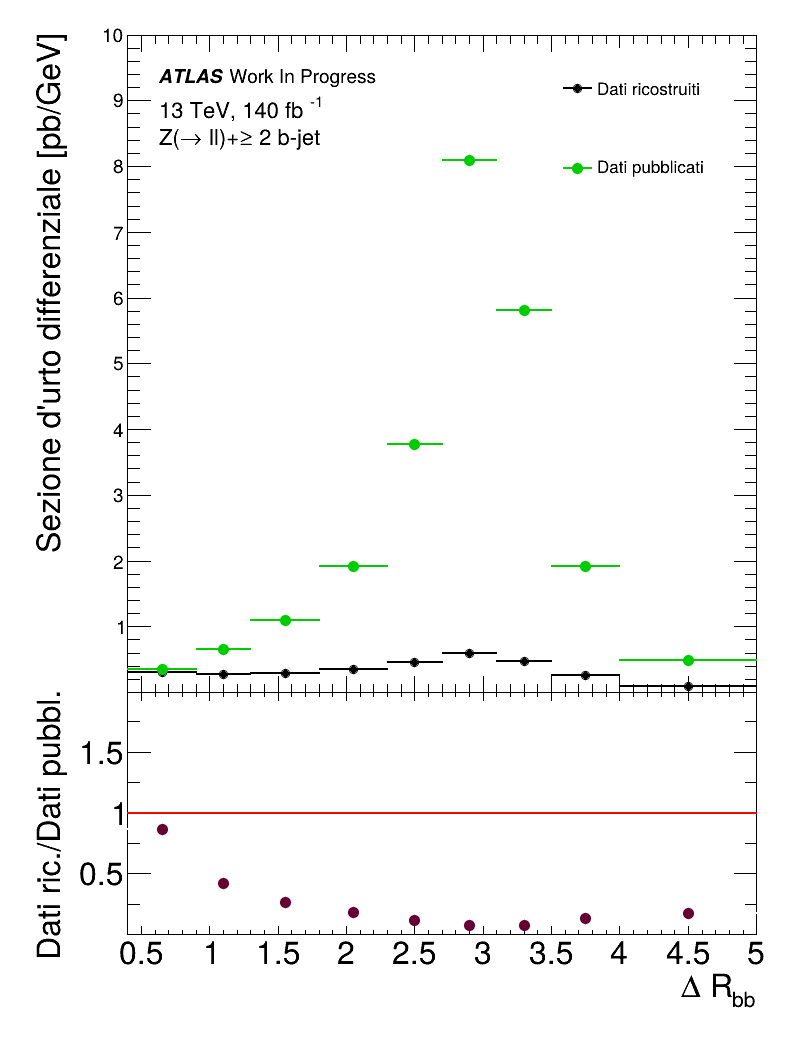 Sezione d'urto differenziale [pb/GeV]
10
9
8
7
6
5
4
3
2
1
ATLAS Work In Progress
13 TeV, 140 fb -1
Z(→ ll)+≥ 2 b-jet
Dati ricostruiti
Dati pubblicati
Dati ric./Dati pubbl.
1.5
1
0.5
0.5 1 1.5 2 2.5 3 3.5 4 4.5 5
Δ Rbb